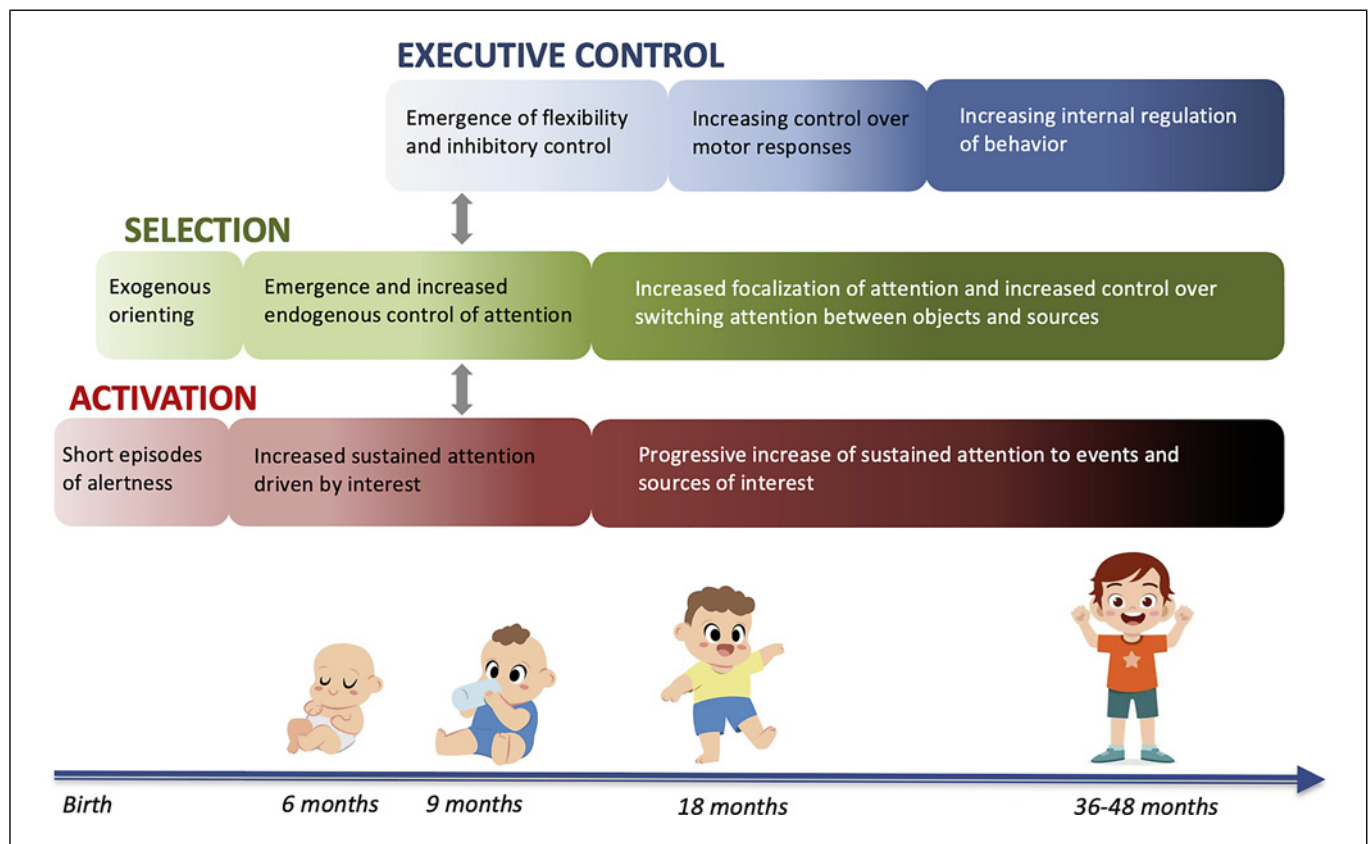 EXECUTIVE CONTROL
Emergence of flexibility
and inhibitory control
Increasing control over
motor responses
Increasing internal regulation
of behavior
SELECTION
Exogenous
orienting
Emergence and increased
endogenous control of attention
Increased focalization of attention and increased control over
switching attention between objects and sources
ACTIVATION
Short episodes
of alertness
Increased sustained attention
driven by interest
Progressive increase of sustained attention to events and
sources of interest
Birth
6 months
9 months
18 months
36-48 months